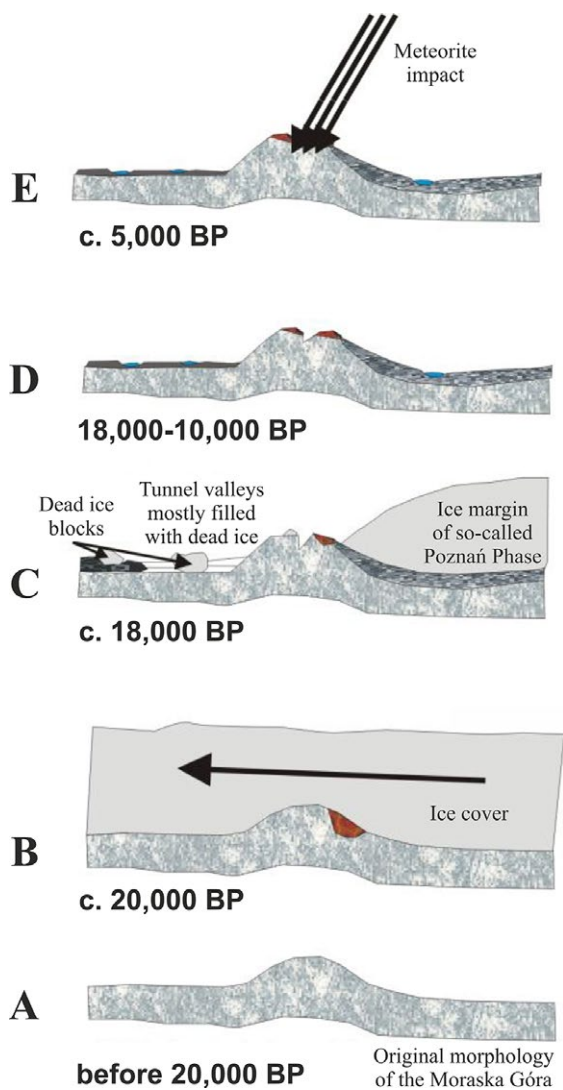 Meteorite
impact
E
c. 5,000 BP
D
18,000-10,000 BP
Dead ice
blocks
Tunnel valleys
mostly filled
with dead ice
Ice margin
of so-called
Poznań Phase
C
c. 18,000 BP
Ice cover
B
c. 20,000 BP
A
before 20,000 BP
Original morphology
of the Moraska Góra